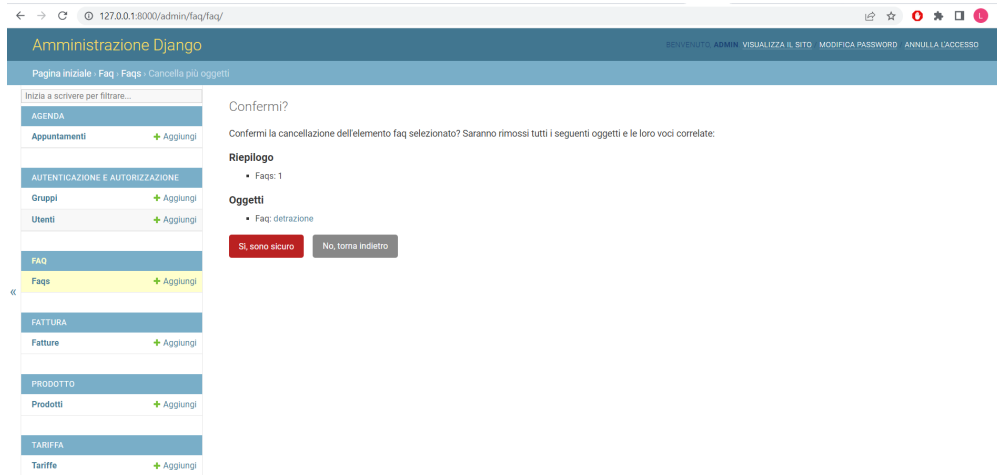 127.0.0.1:8000/admin/faq/faq/
L
Amministrazione Django
BENVENUTO, ADMIN. VISUALIZZA IL SITO MODIFICA PASSWORD ANNULLA L'ACCESSO
Pagina iniziale › Faq › Faqs › Cancella più oggetti
Inizia a scrivere per filtrare...
AGENDA
Appuntamenti + Aggiungi
AUTENTICAZIONE E AUTORIZZAZIONE
Gruppi + Aggiungi
Utenti + Aggiungi
FAQ
Faqs + Aggiungi
FATTURA
Fatture + Aggiungi
PRODOTTO
Prodotti + Aggiungi
TARIFFA
Tariffe + Aggiungi
«
Confermi?
Confermi la cancellazione dell'elemento faq selezionato? Saranno rimossi tutti i seguenti oggetti e le loro voci correlate:
Riepilogo
Faqs: 1
Oggetti
Faq: detrazione
Sì, sono sicuro No, torna indietro